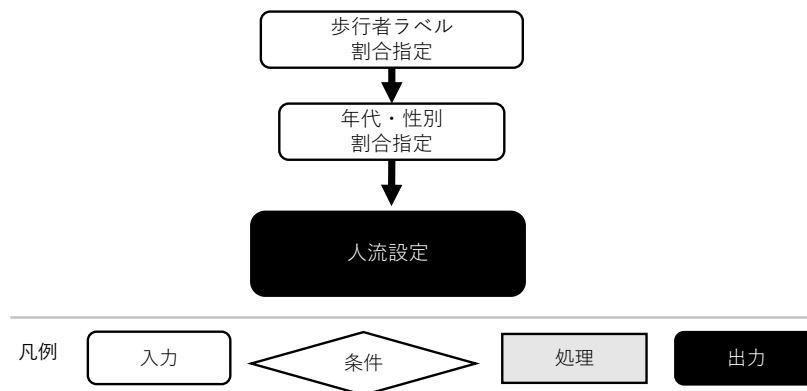 歩行者ラベル
割合指定
年代・性別
割合指定
人流設定
凡例
入力
条件
処理
出力